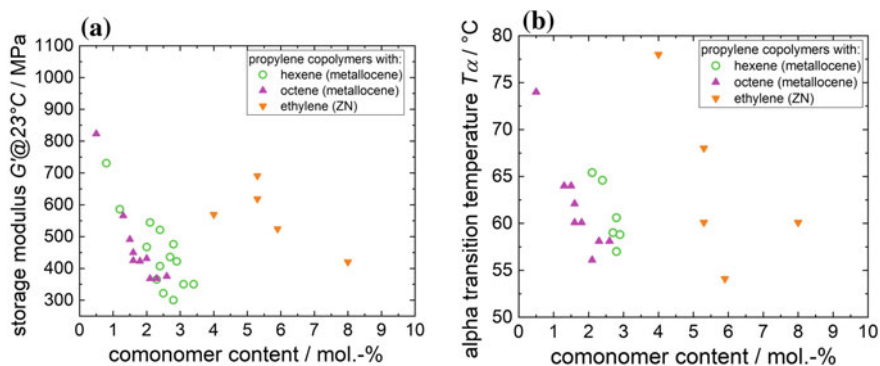 (a)
storage modulus G'@23°C / MPa
1100
1000
900
800
700
600
500
400
300
0 1 2 3 4 5 6 7 8 9 10
comonomer content / mol.-%
propylene copolymers with:
hexene (metallocene)
octene (metallocene)
ethylene (ZN)
(b)
alpha transition temperature Tα / °C
80
75
70
65
60
55
50
0 1 2 3 4 5 6 7 8 9 10
comonomer content / mol.-%
propylene copolymers with:
hexene (metallocene)
octene (metallocene)
ethylene (ZN)